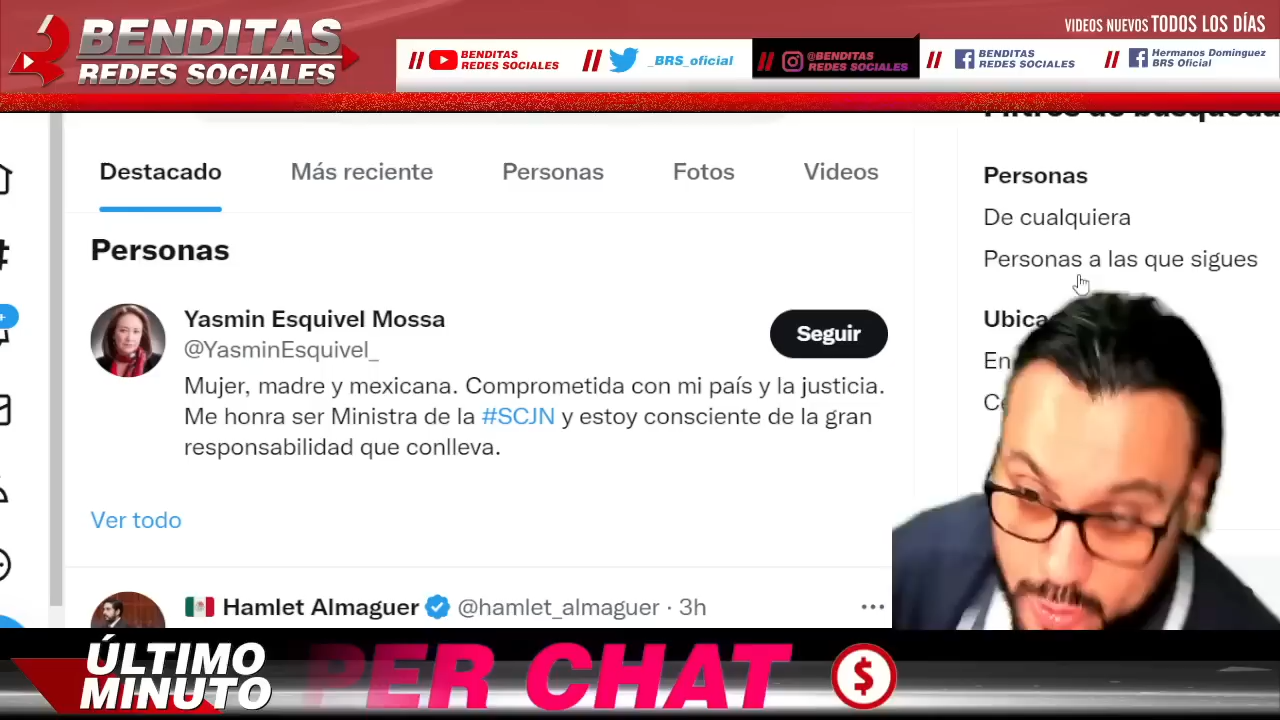 BENDITAS
REDES SOCIALES
VIDEOS NUEVOS TODOS LOS DÍAS
// BENDITAS REDES SOCIALES
// _BRS_oficial
// @BENDITAS REDES SOCIALES
// BENDITAS REDES SOCIALES
// Hermanos Dominguez BRS Oficial
Filtros de búsqueda
Destacado Más reciente Personas Fotos Videos
Personas
De cualquiera
Personas a las que sigues
Personas
Yasmin Esquivel Mossa
@YasminEsquivel_
Seguir
Mujer, madre y mexicana. Comprometida con mi país y la justicia.
Me honra ser Ministra de la #SCJN y estoy consciente de la gran
responsabilidad que conlleva.
Ver todo
Hamlet Almaguer @hamlet_almaguer · 3h
ÚLTIMO
MINUTO
PER CHAT
$